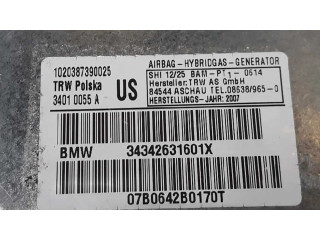 1020387390025
TRW Polska
3401 0055 A
US
AIRBAG-HYBRIDGAS-GENERATOR
SHI 12/25 BAM-PT1-0614
Hersteller: TRW AS GmbH
84544 ASCHAU TEL.08638/965-0
Herstellungs-JAHR: 2007
BMW 34342631601X
07B0642B0170T